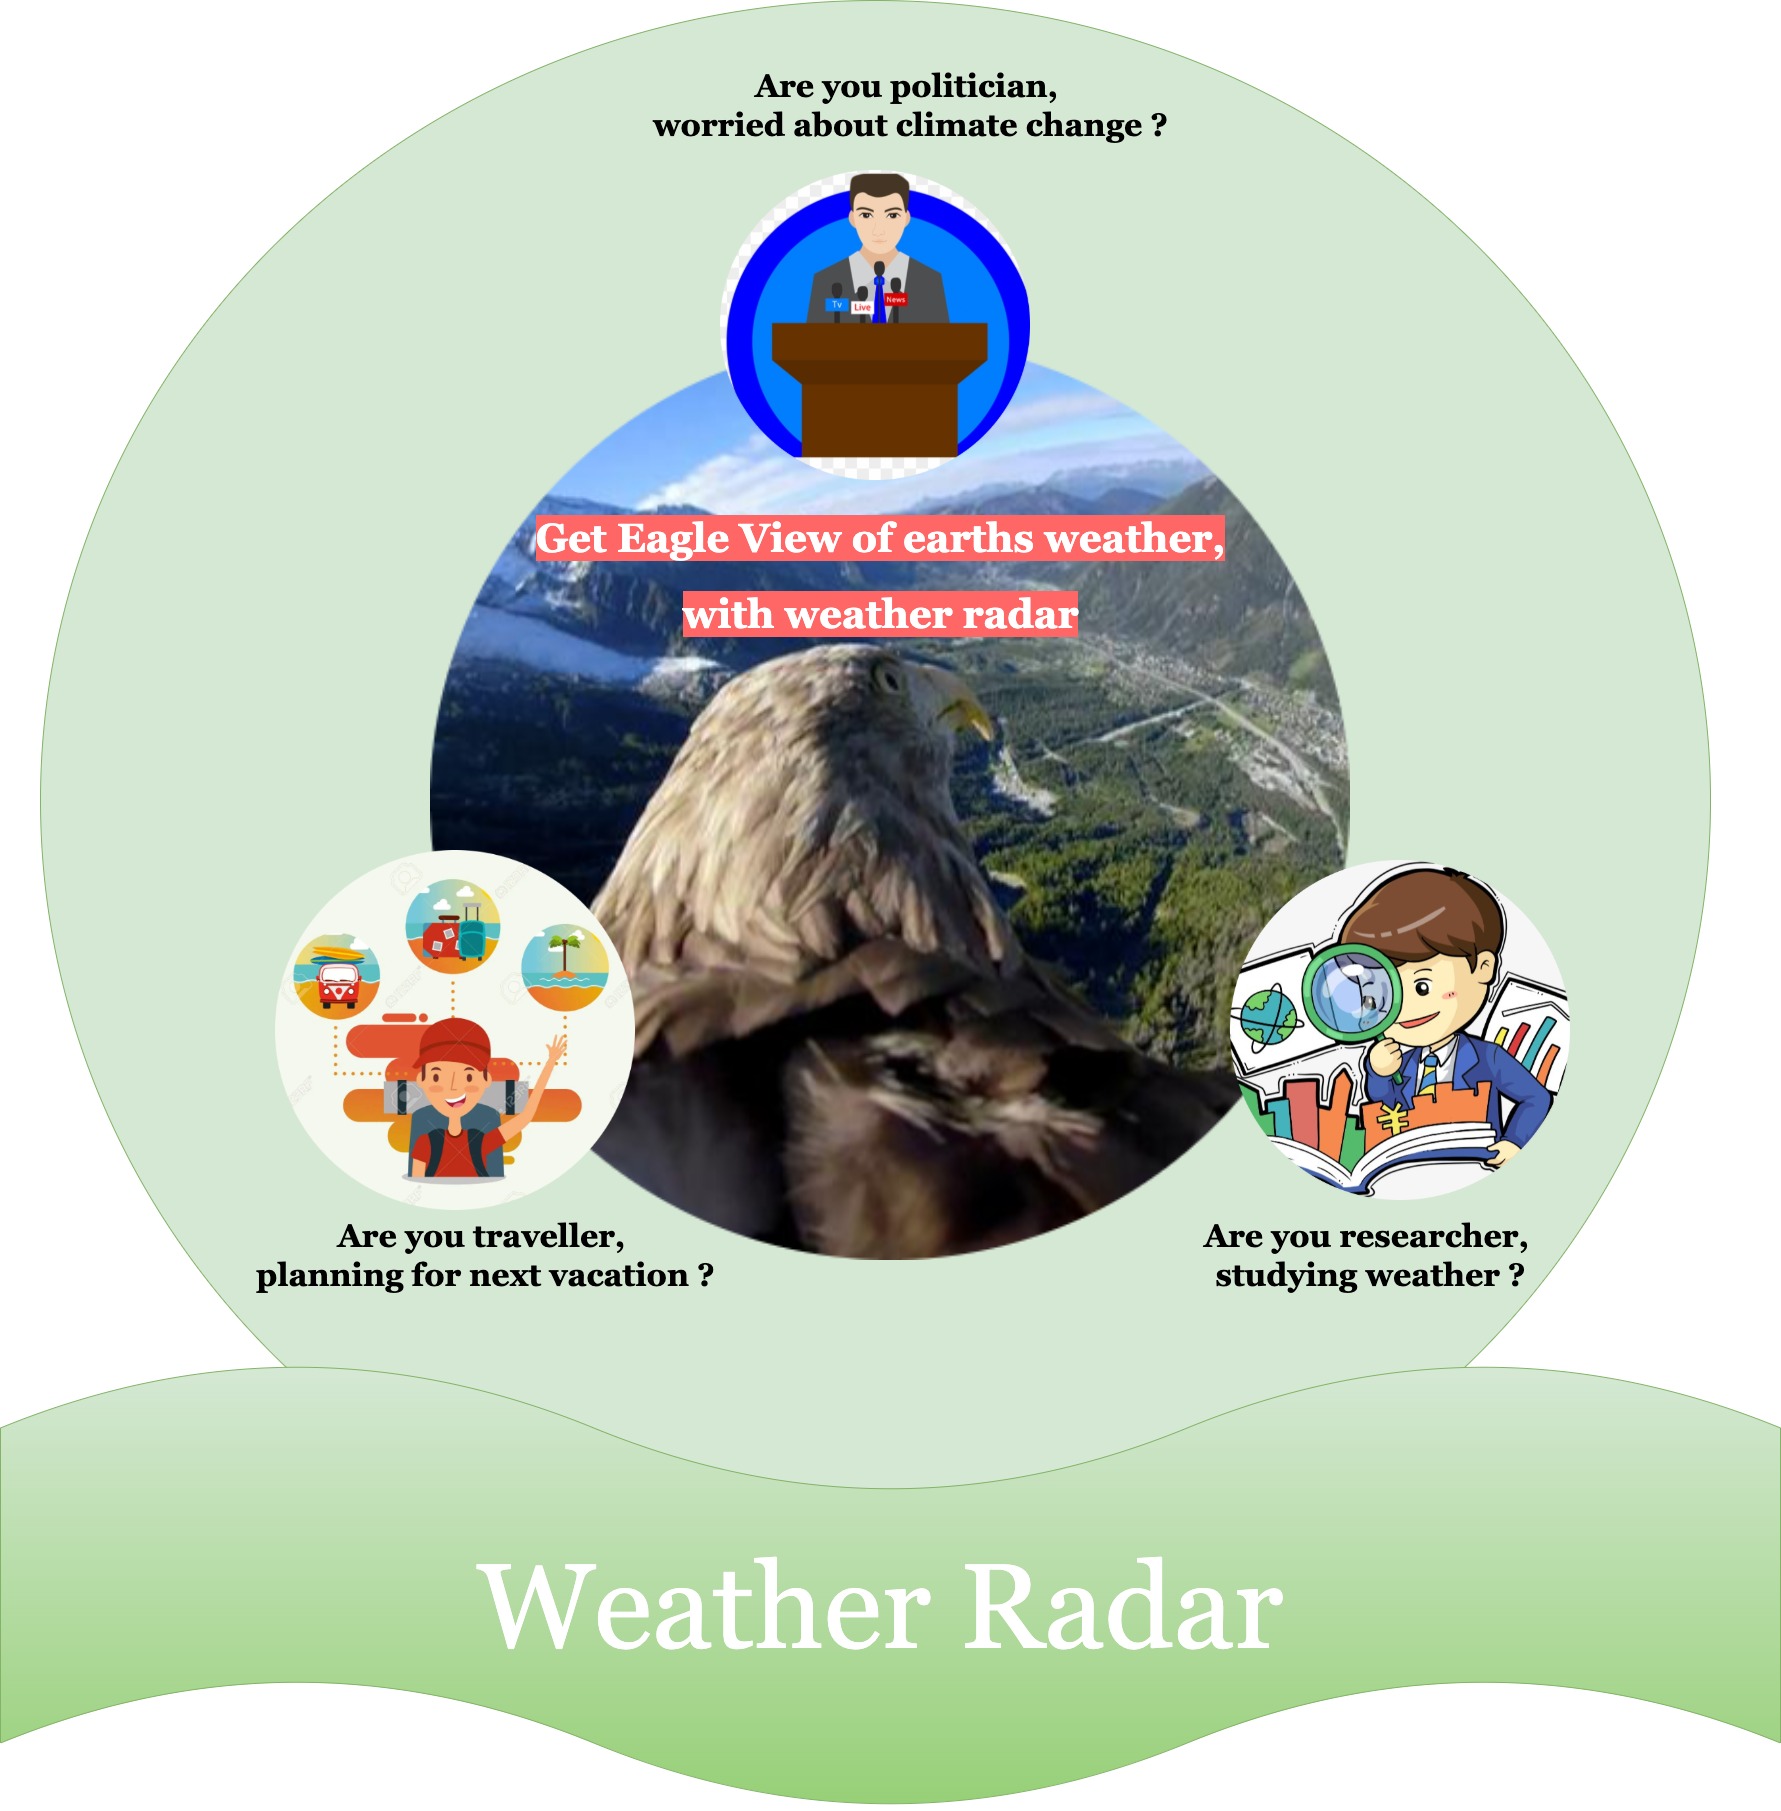 Are you politician,
worried about climate change ?
Tv
Live
News
Get Eagle View of earths weather,
with weather radar
Are you traveller,
planning for next vacation ?
Are you researcher,
studying weather ?
Weather Radar